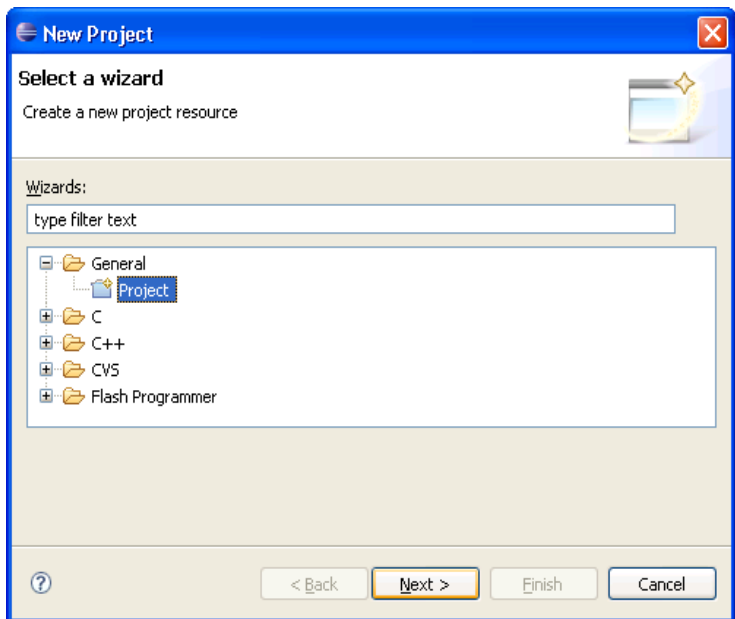 New Project
Select a wizard
Create a new project resource
Wizards:
type filter text
General
Project
C
C++
CVS
Flash Programmer
? < Back Next > Finish Cancel